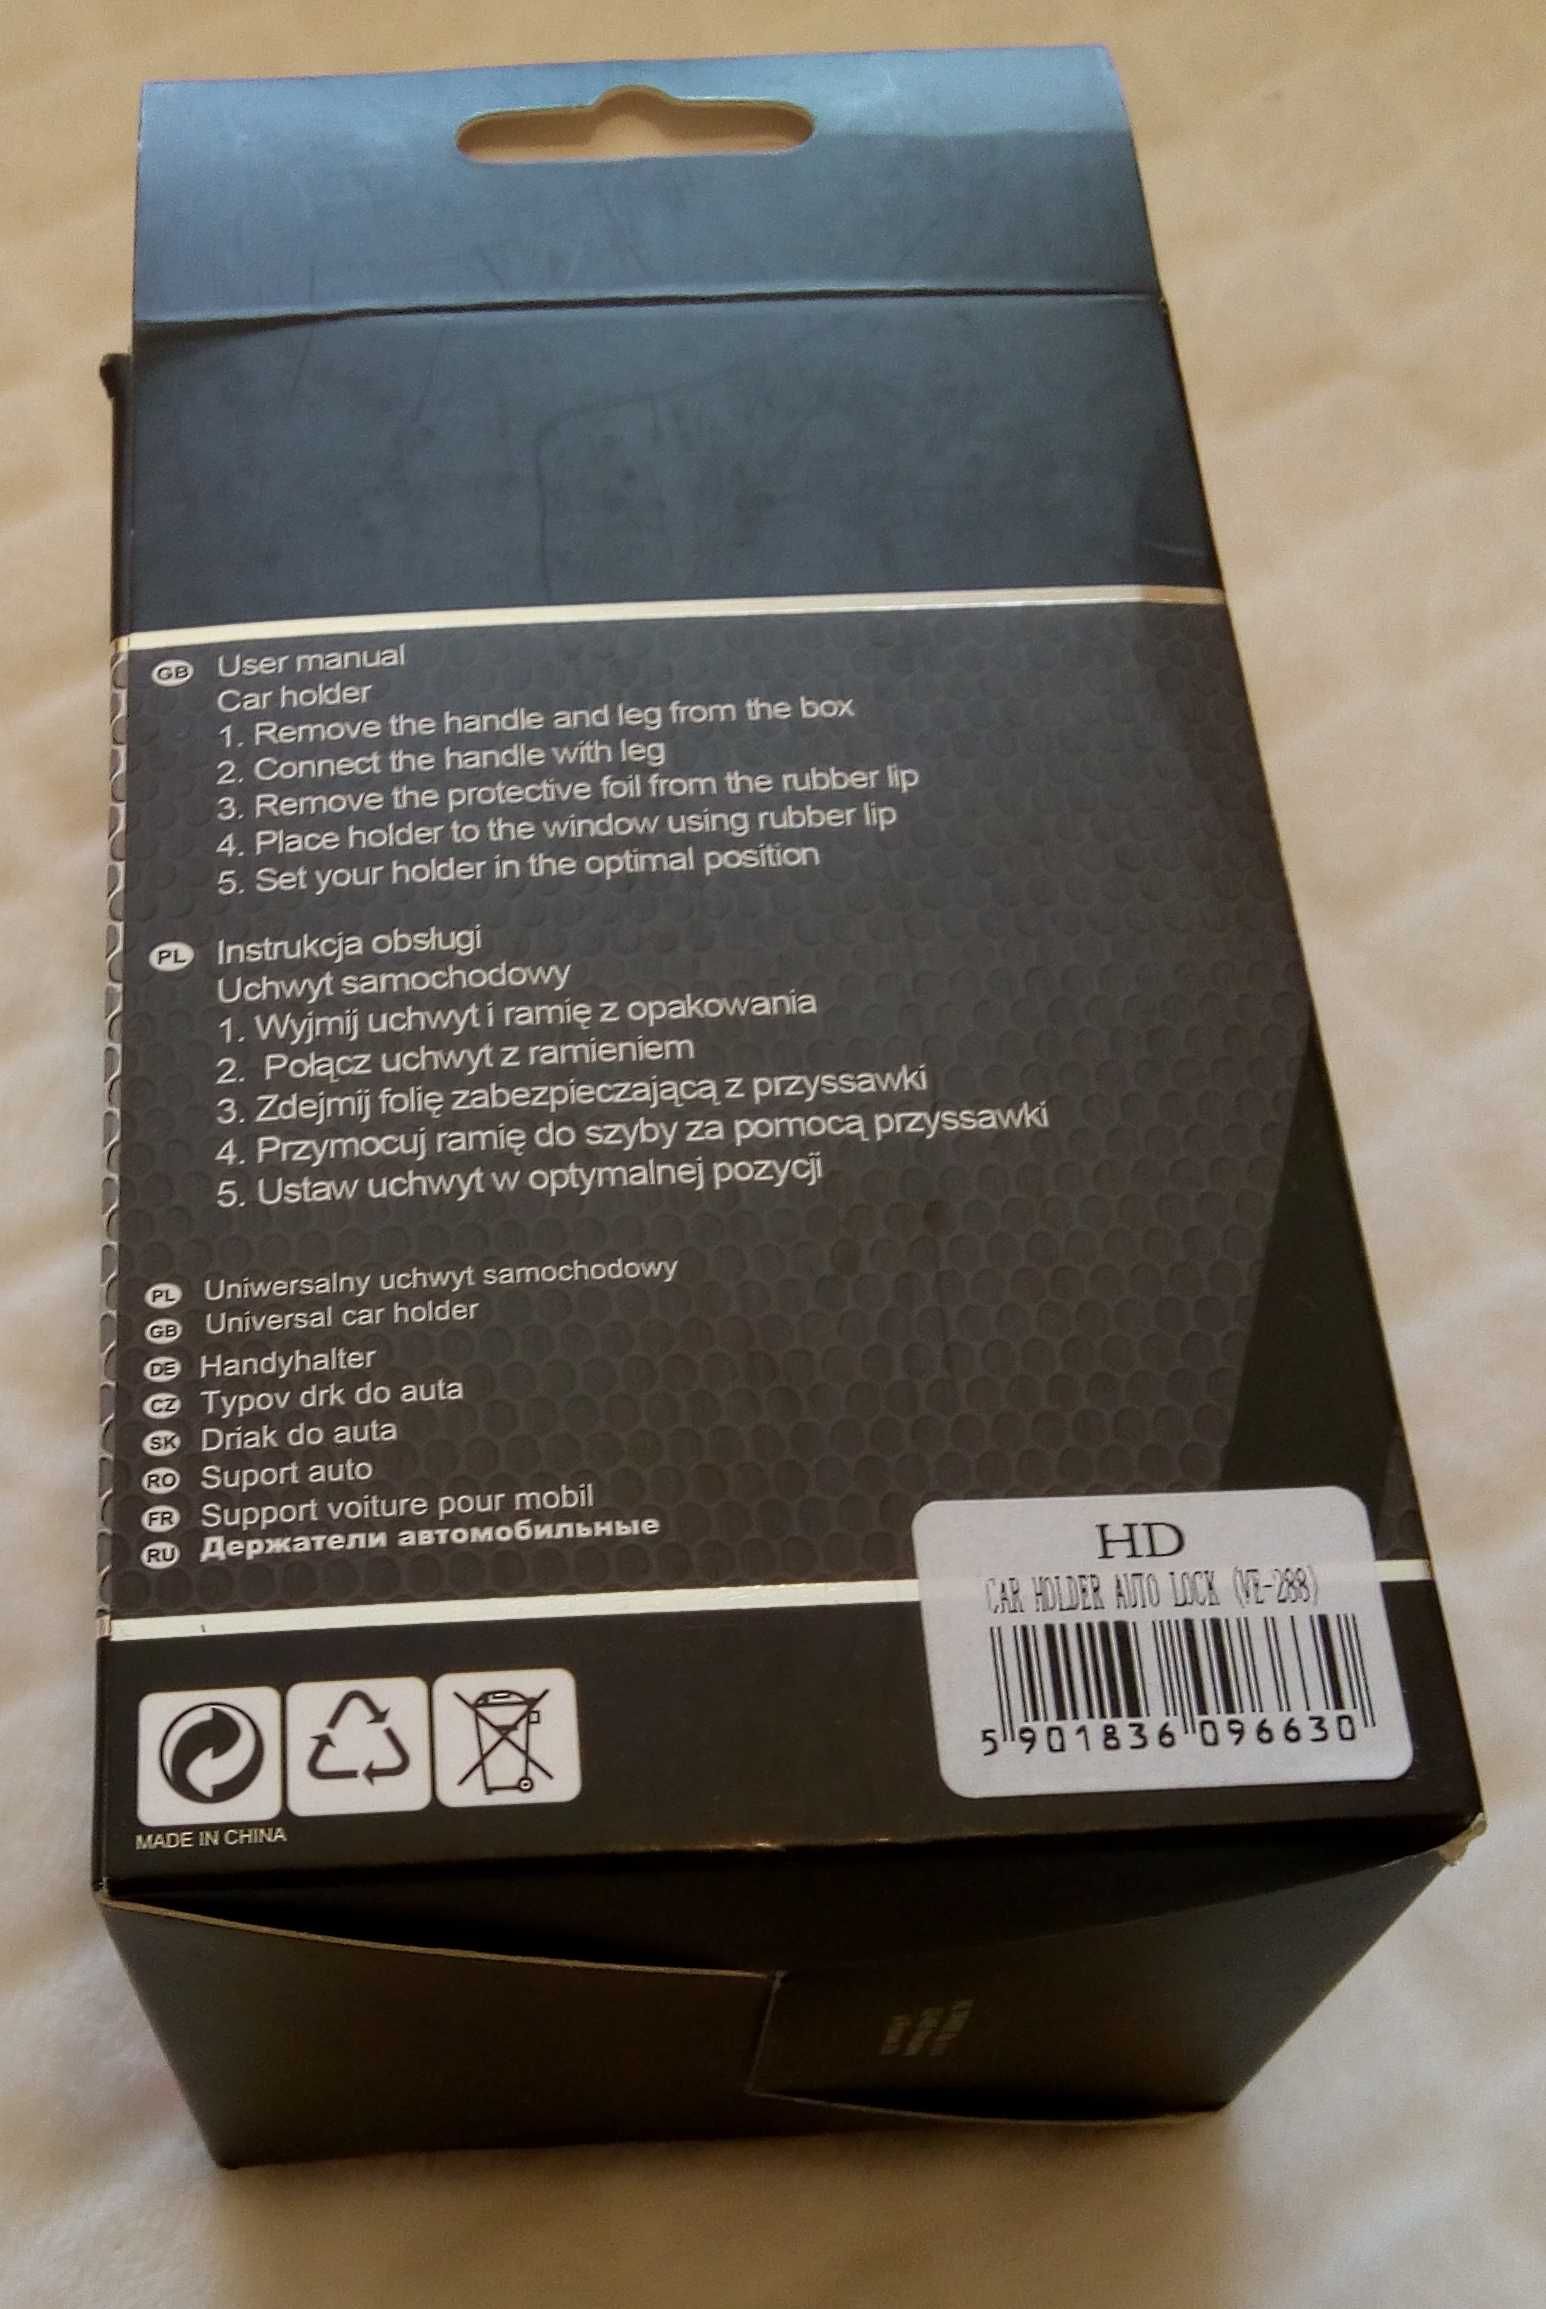 GB User manual
Car holder
1. Remove the handle and leg from the box
2. Connect the handle with leg
3. Remove the protective foil from the rubber lip
4. Place holder to the window using rubber lip
5. Set your holder in the optimal position
PL Instrukcja obsługi
Uchwyt samochodowy
1. Wyjmij uchwyt i ramię z opakowania
2. Połącz uchwyt z ramieniem
3. Zdejmij folię zabezpieczającą z przyssawki
4. Przymocuj ramię do szyby za pomocą przyssawki
5. Ustaw uchwyt w optymalnej pozycji
PL Uniwersalny uchwyt samochodowy
GB Universal car holder
DE Handyhalter
CZ Typov drk do auta
SK Driak do auta
RO Suport auto
FR Support voiture pour mobil
RU Держатели автомобильные
HD
CAR HOLDER AUTO LOCK (VE-288)
5 901836 096630
MADE IN CHINA